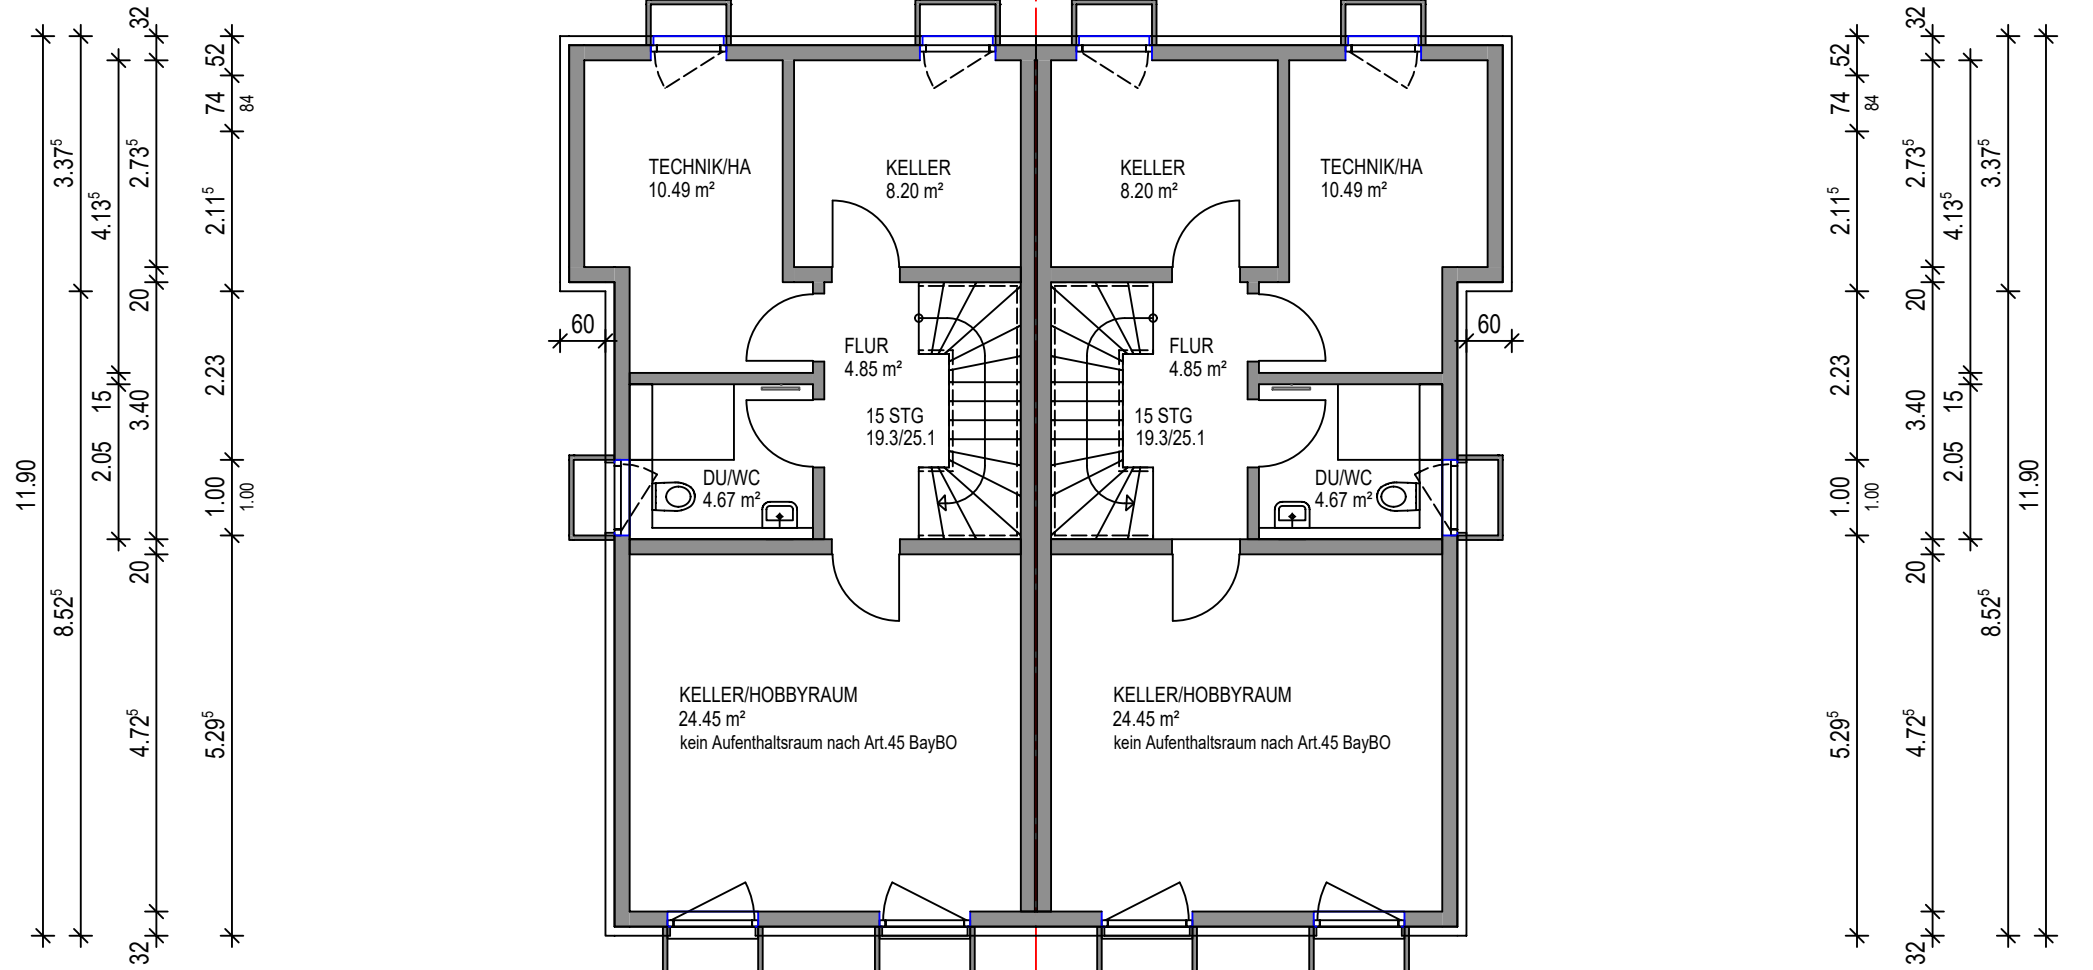 32
52
74
84
3.37⁵
2.73⁵
4.13⁵
2.11⁵
20
60
2.23
15
3.40
2.05
11.90
1.00
1.00
20
8.52⁵
4.72⁵
5.29⁵
32
TECHNIK/HA
10.49 m²
KELLER
8.20 m²
KELLER
8.20 m²
TECHNIK/HA
10.49 m²
FLUR
4.85 m²
FLUR
4.85 m²
15 STG
19.3/25.1
15 STG
19.3/25.1
DU/WC
4.67 m²
DU/WC
4.67 m²
KELLER/HOBBYRAUM
24.45 m²
kein Aufenthaltsraum nach Art.45 BayBO
KELLER/HOBBYRAUM
24.45 m²
kein Aufenthaltsraum nach Art.45 BayBO
32
52
74
84
2.73⁵
3.37⁵
2.11⁵
4.13⁵
20
60
2.23
3.40
15
2.05
11.90
1.00
1.00
20
8.52⁵
5.29⁵
4.72⁵
32